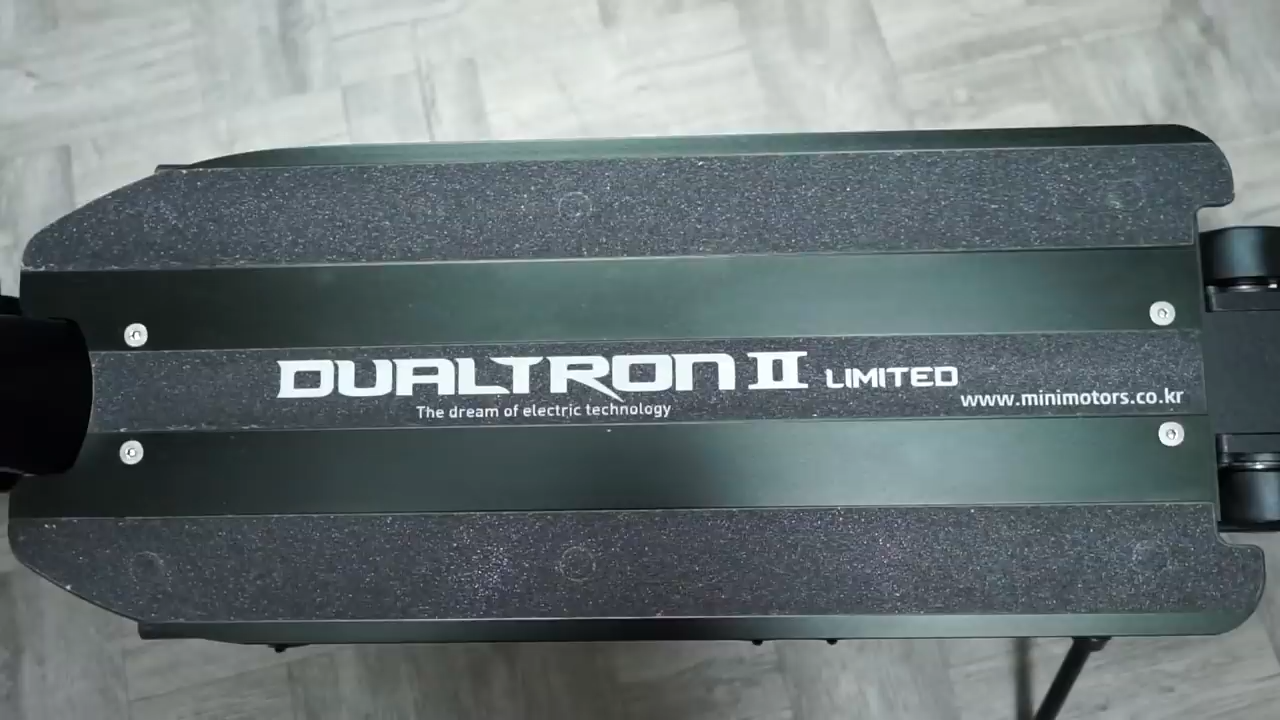 DUALTRON II LIMITED
The dream of electric technology
www.minimotors.co.kr